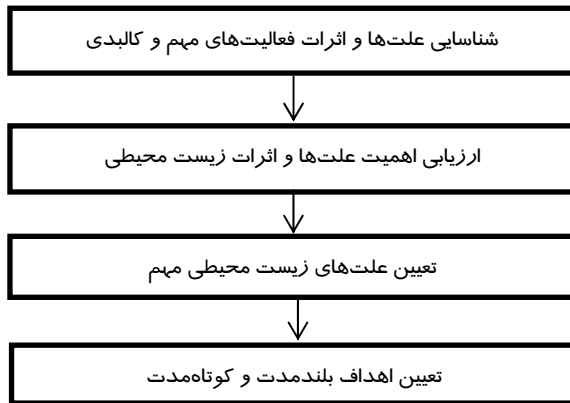 شناسایی علت‌ها و اثرات فعالیت‌های مهم و کالبدی
ارزیابی اهمیت علت‌ها و اثرات زیست محیطی
تعیین علت‌های زیست محیطی مهم
تعیین اهداف بلندمدت و کوتاه‌مدت